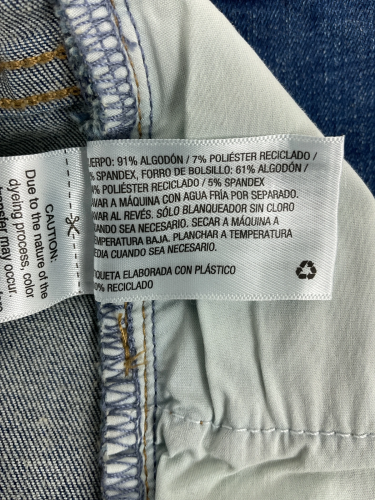 UERPO: 91% ALGODÓN / 7% POLIÉSTER RECICLADO /
% SPANDEX, FORRO DE BOLSILLO: 61% ALGODÓN /
4% POLIÉSTER RECICLADO / 5% SPANDEX
AVAR A MÁQUINA CON AGUA FRÍA POR SEPARADO.
AVAR AL REVÉS. SÓLO BLANQUEADOR SIN CLORO
UANDO SEA NECESARIO. SECAR A MÁQUINA A
EMPERATURA BAJA. PLANCHAR A TEMPERATURA
EDIA CUANDO SEA NECESARIO.
IQUETA ELABORADA CON PLÁSTICO
0% RECICLADO
CAUTION:
Due to the nature of the
dyeing process, color
transfer may occur